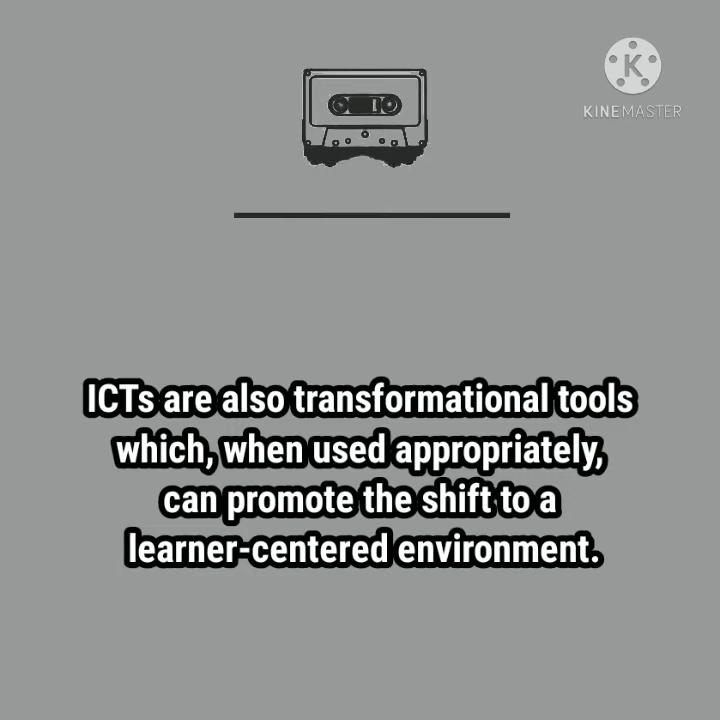 K
KINEMASTER
ICTs are also transformational tools
which, when used appropriately,
can promote the shift to a
learner-centered environment.